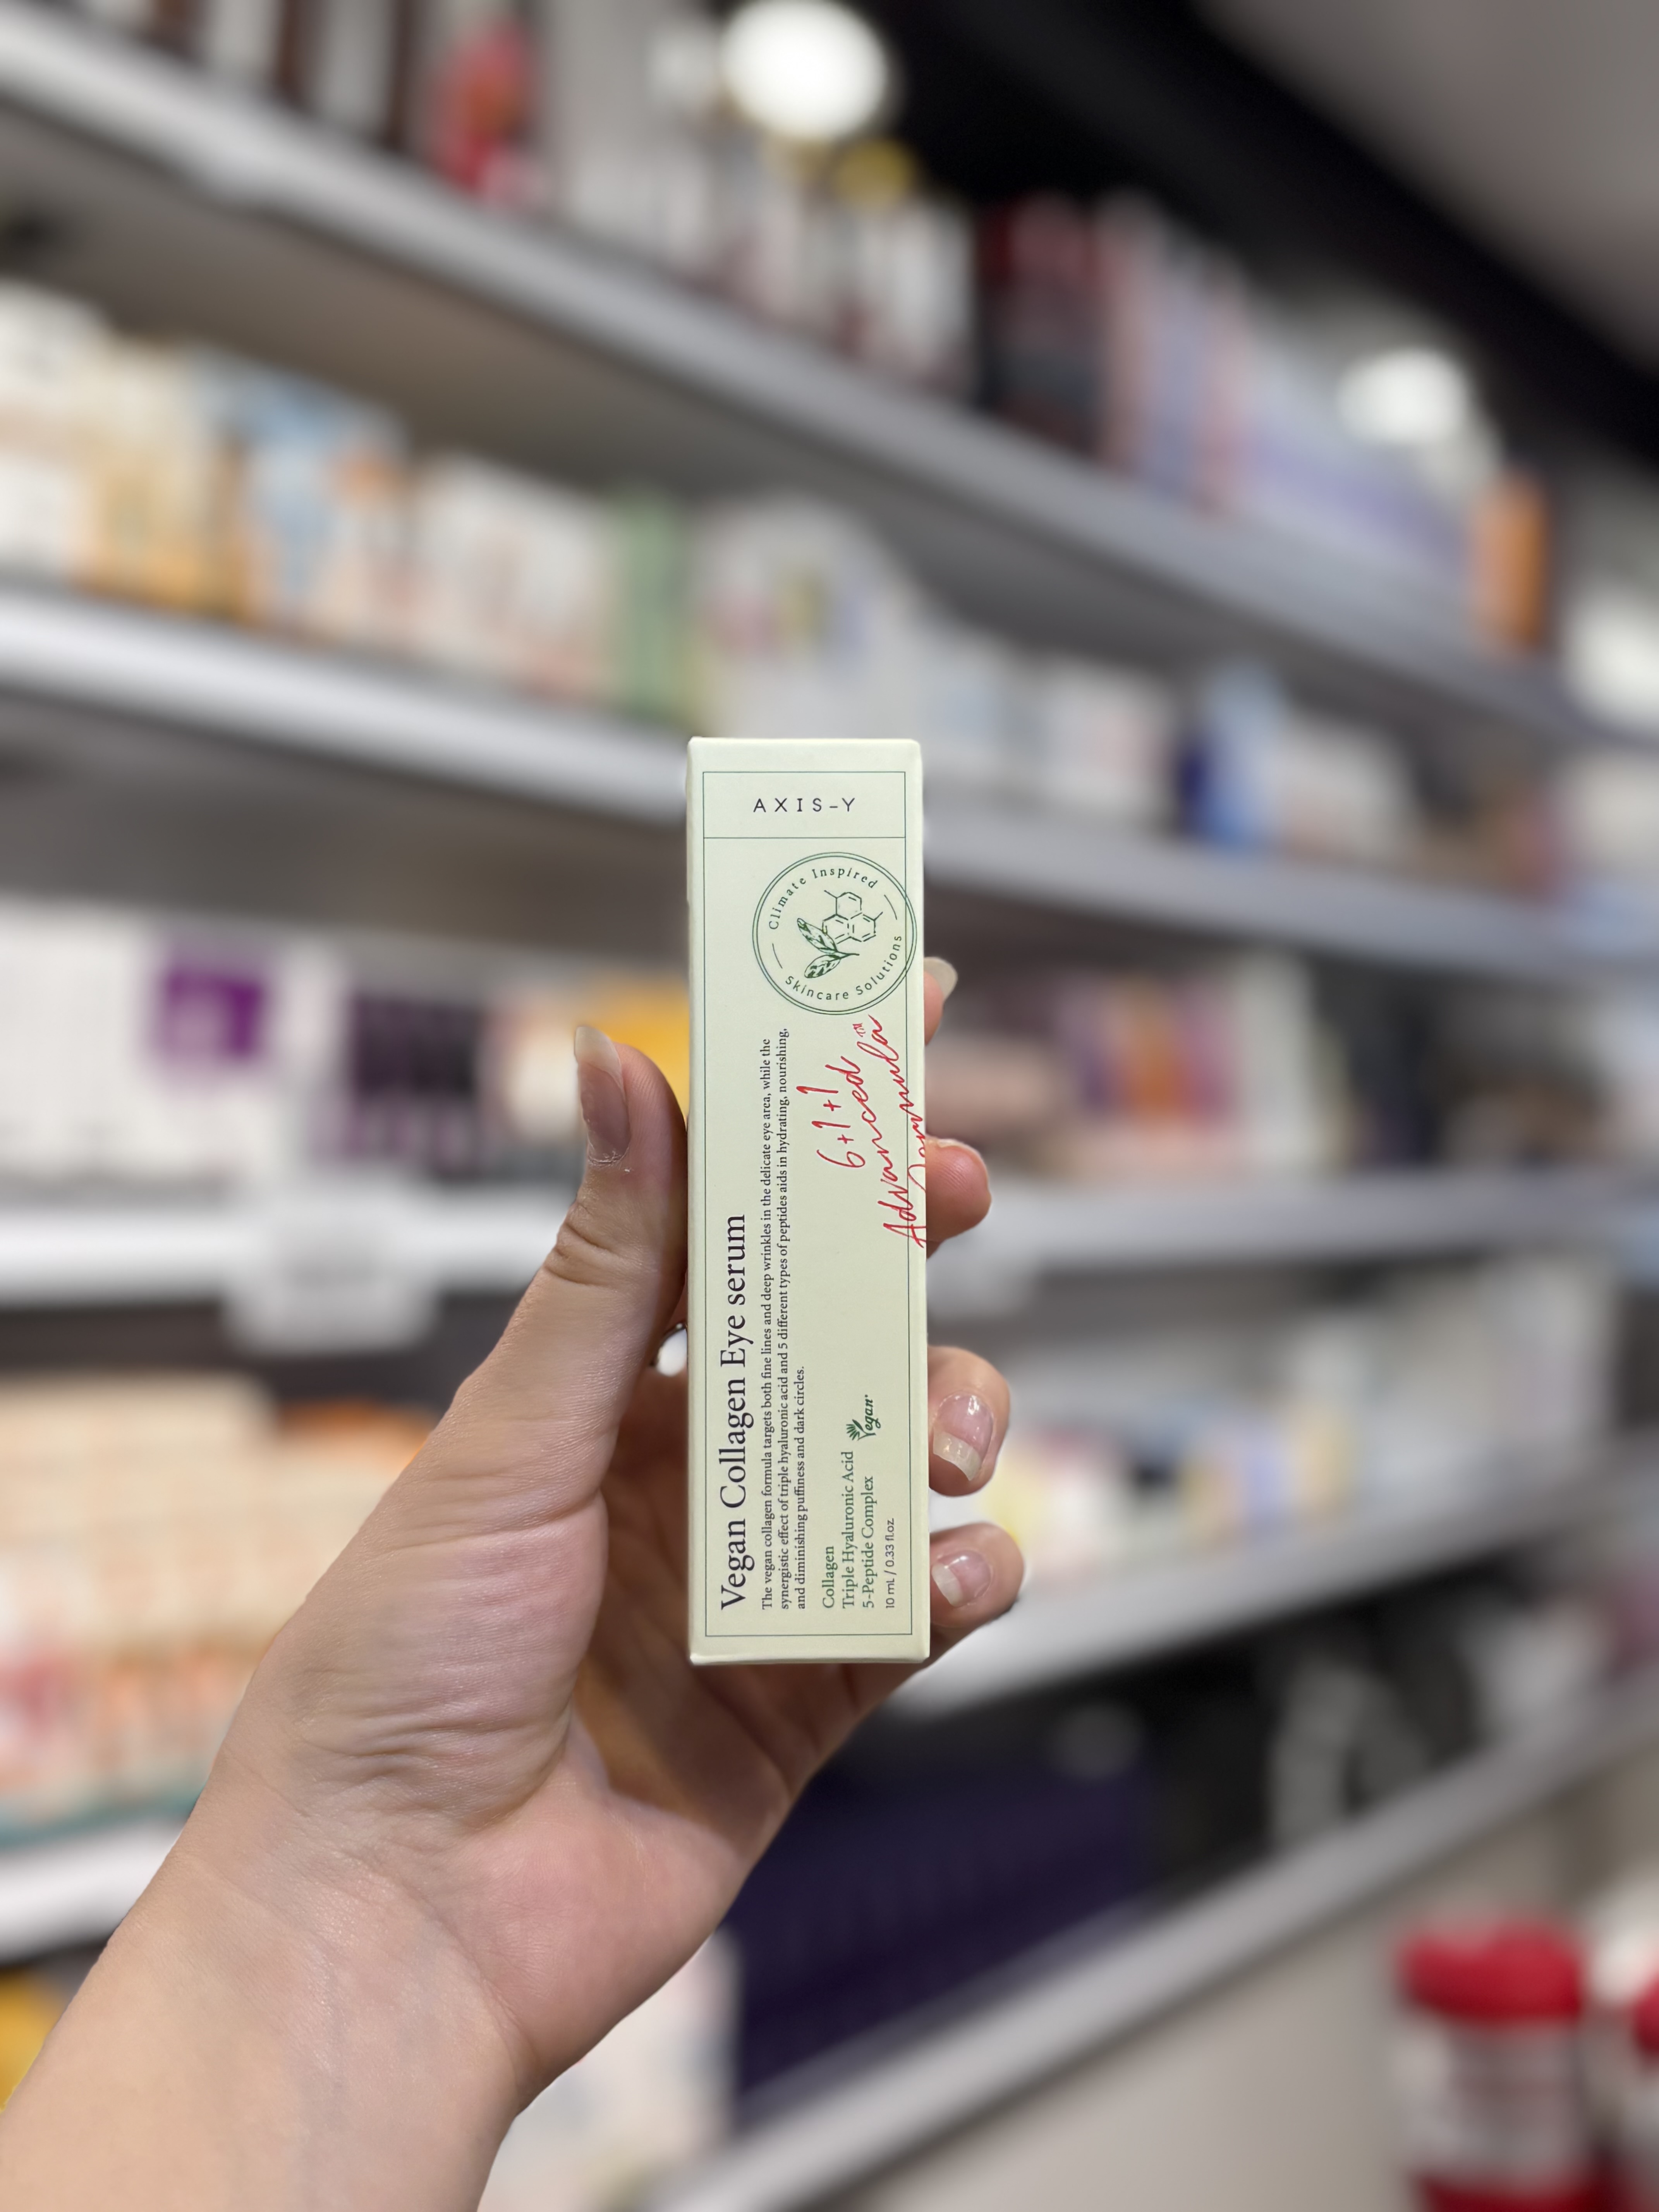 AXIS-Y
Climate Inspired
Skincare Solutions
Vegan Collagen Eye serum
The vegan collagen formula targets both fine lines and deep wrinkles in the delicate eye area, while the
synergistic effect of triple hyaluronic acid and 5 different types of peptides aids in hydrating, nourishing,
and diminishing puffiness and dark circles.
6+1+1
Advanced
Formula™
Collagen
Triple Hyaluronic Acid
5-Peptide Complex
Vegan
10 mL / 0.33 fl.oz.